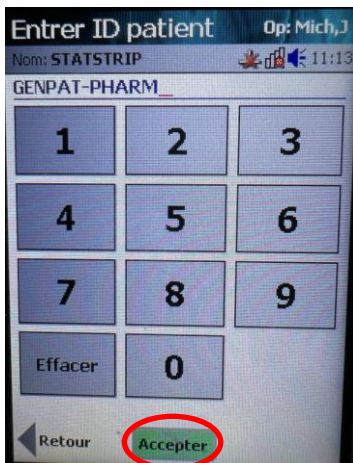 Entrer ID patient Op: Mich,J
Nom: STATSTRIP 11:13
GENPAT-PHARM_
1 2 3
4 5 6
7 8 9
Effacer 0
Retour Accepter